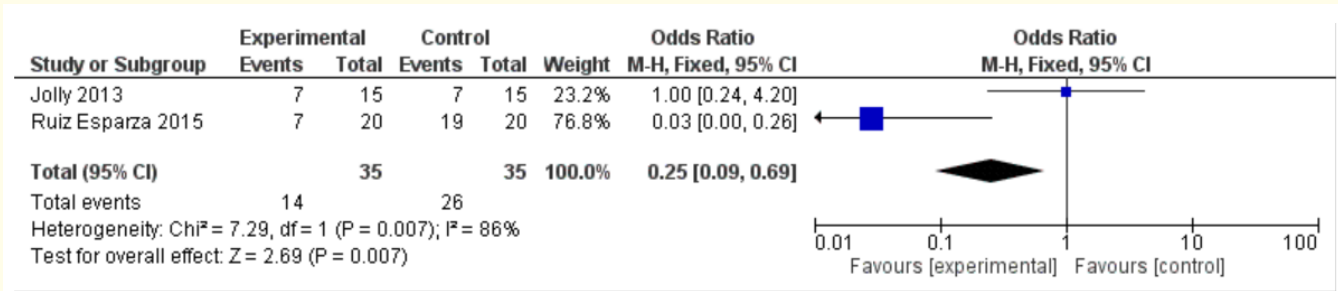 Experimental Control Odds Ratio Odds Ratio
Study or Subgroup Events Total Events Total Weight M-H, Fixed, 95% CI M-H, Fixed, 95% CI
Jolly 2013 7 15 7 15 23.2% 1.00 [0.24, 4.20]
Ruiz Esparza 2015 7 20 19 20 76.8% 0.03 [0.00, 0.26]
Total (95% CI) 35 35 100.0% 0.25 [0.09, 0.69]
Total events 14 26
Heterogeneity: Chi² = 7.29, df = 1 (P = 0.007); I² = 86%
Test for overall effect: Z = 2.69 (P = 0.007)
0.01 0.1 1 10 100
Favours [experimental] Favours [control]